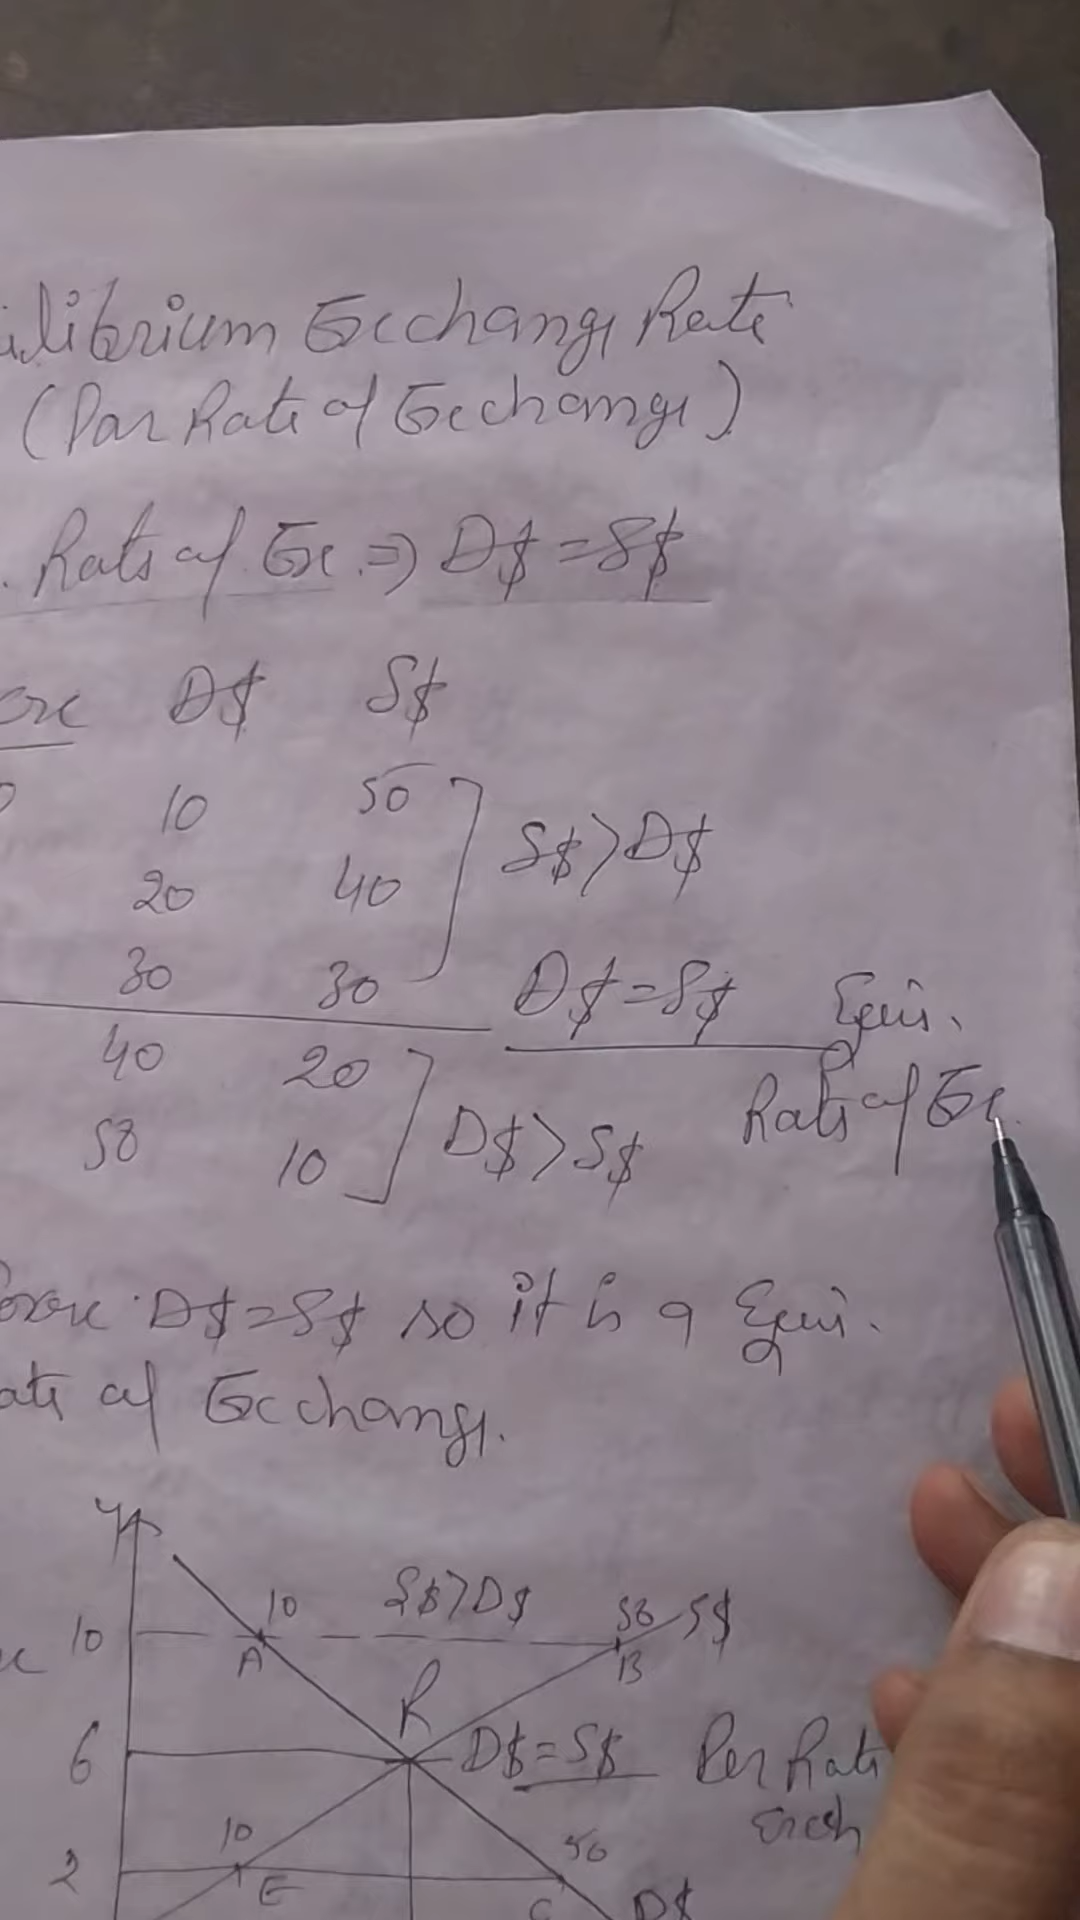 ilibrium Exchange Rate
(Par Rate of Exchange)
. Rate of Ex. ⇒ D$ = S$
D$ S$
10 50
S$ > D$
20 40
30 30 D$ = S$ Equi.
40 20 Rate of Ex.
50 10 D$ > S$
D$ = S$ so it is a Equi.
ate of Exchange.
Y
10 10 S$ > D$ 50 S$
A B
R
6 D$ = S$ Par Rate
Exch
2 10 50
E C D$